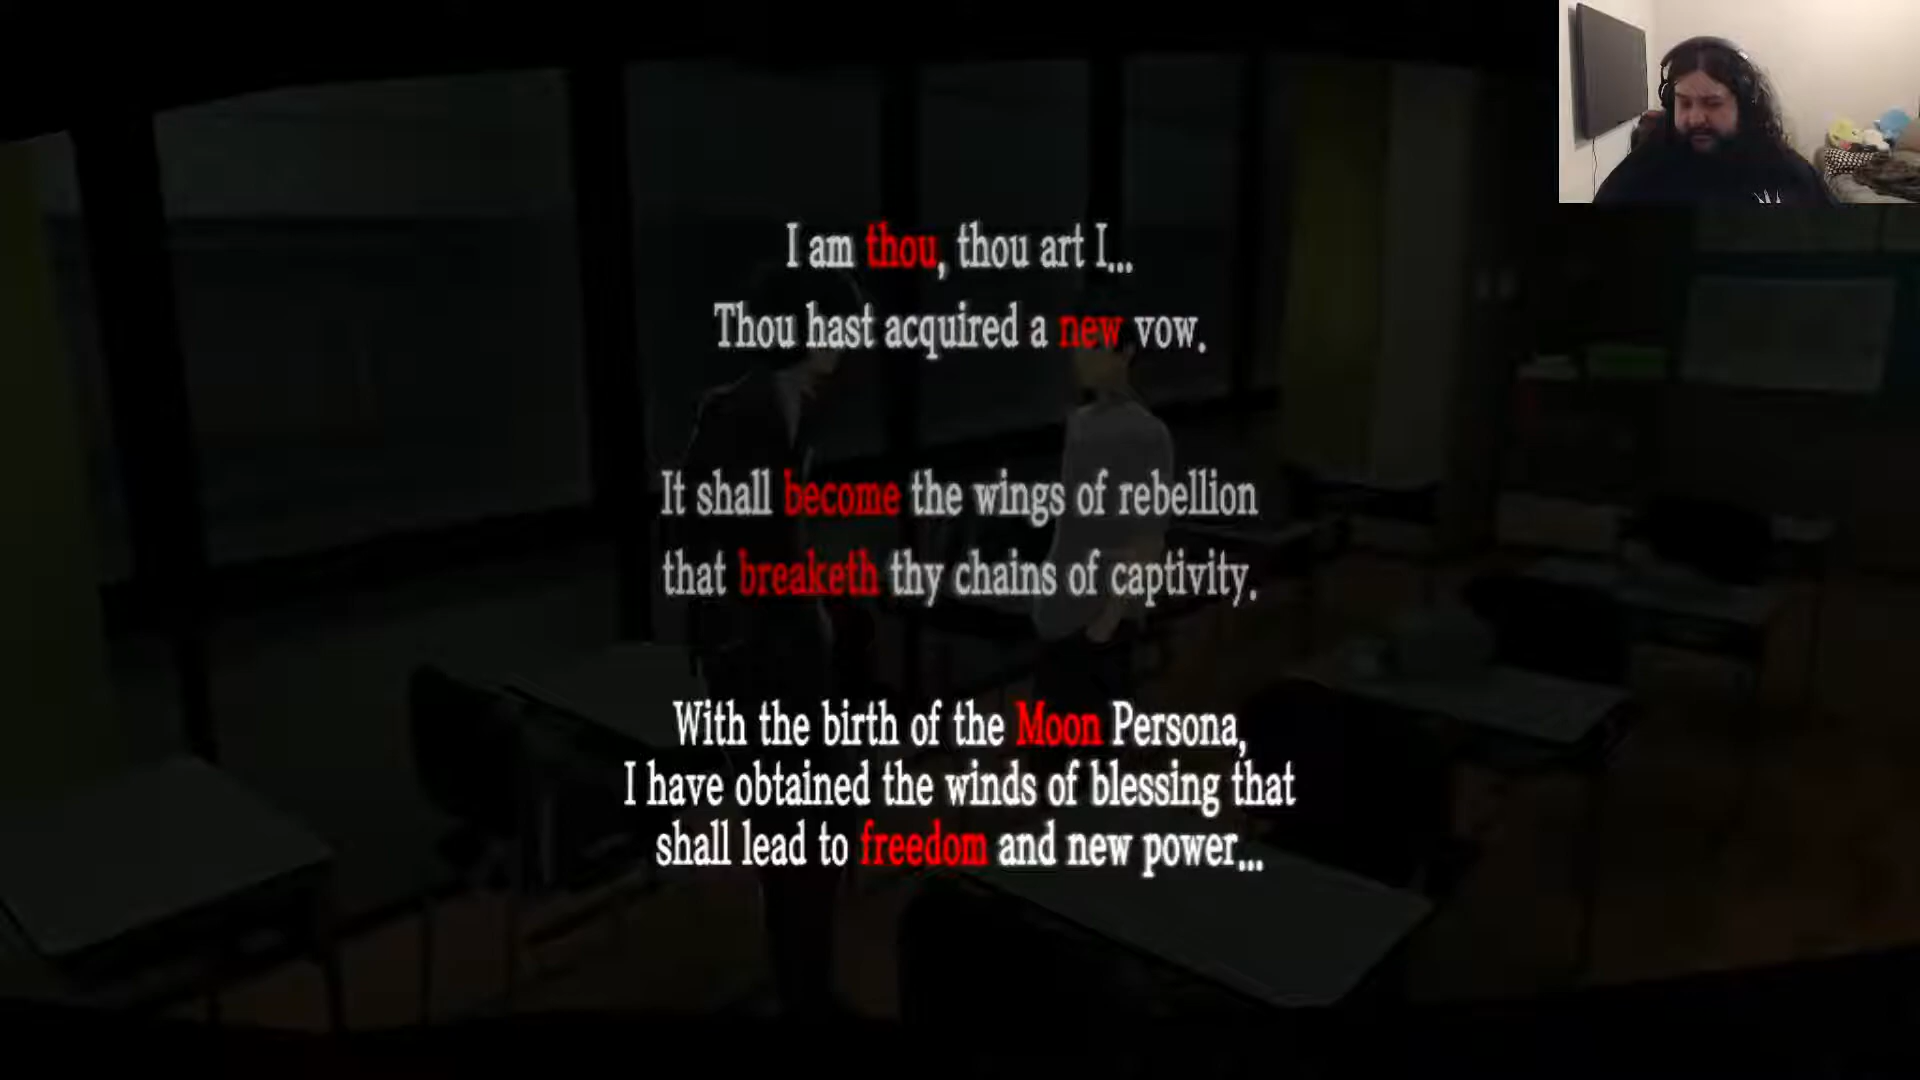 I am thou, thou art I...
Thou hast acquired a new vow.
It shall become the wings of rebellion
that breaketh thy chains of captivity.
With the birth of the Moon Persona,
I have obtained the winds of blessing that
shall lead to freedom and new power...